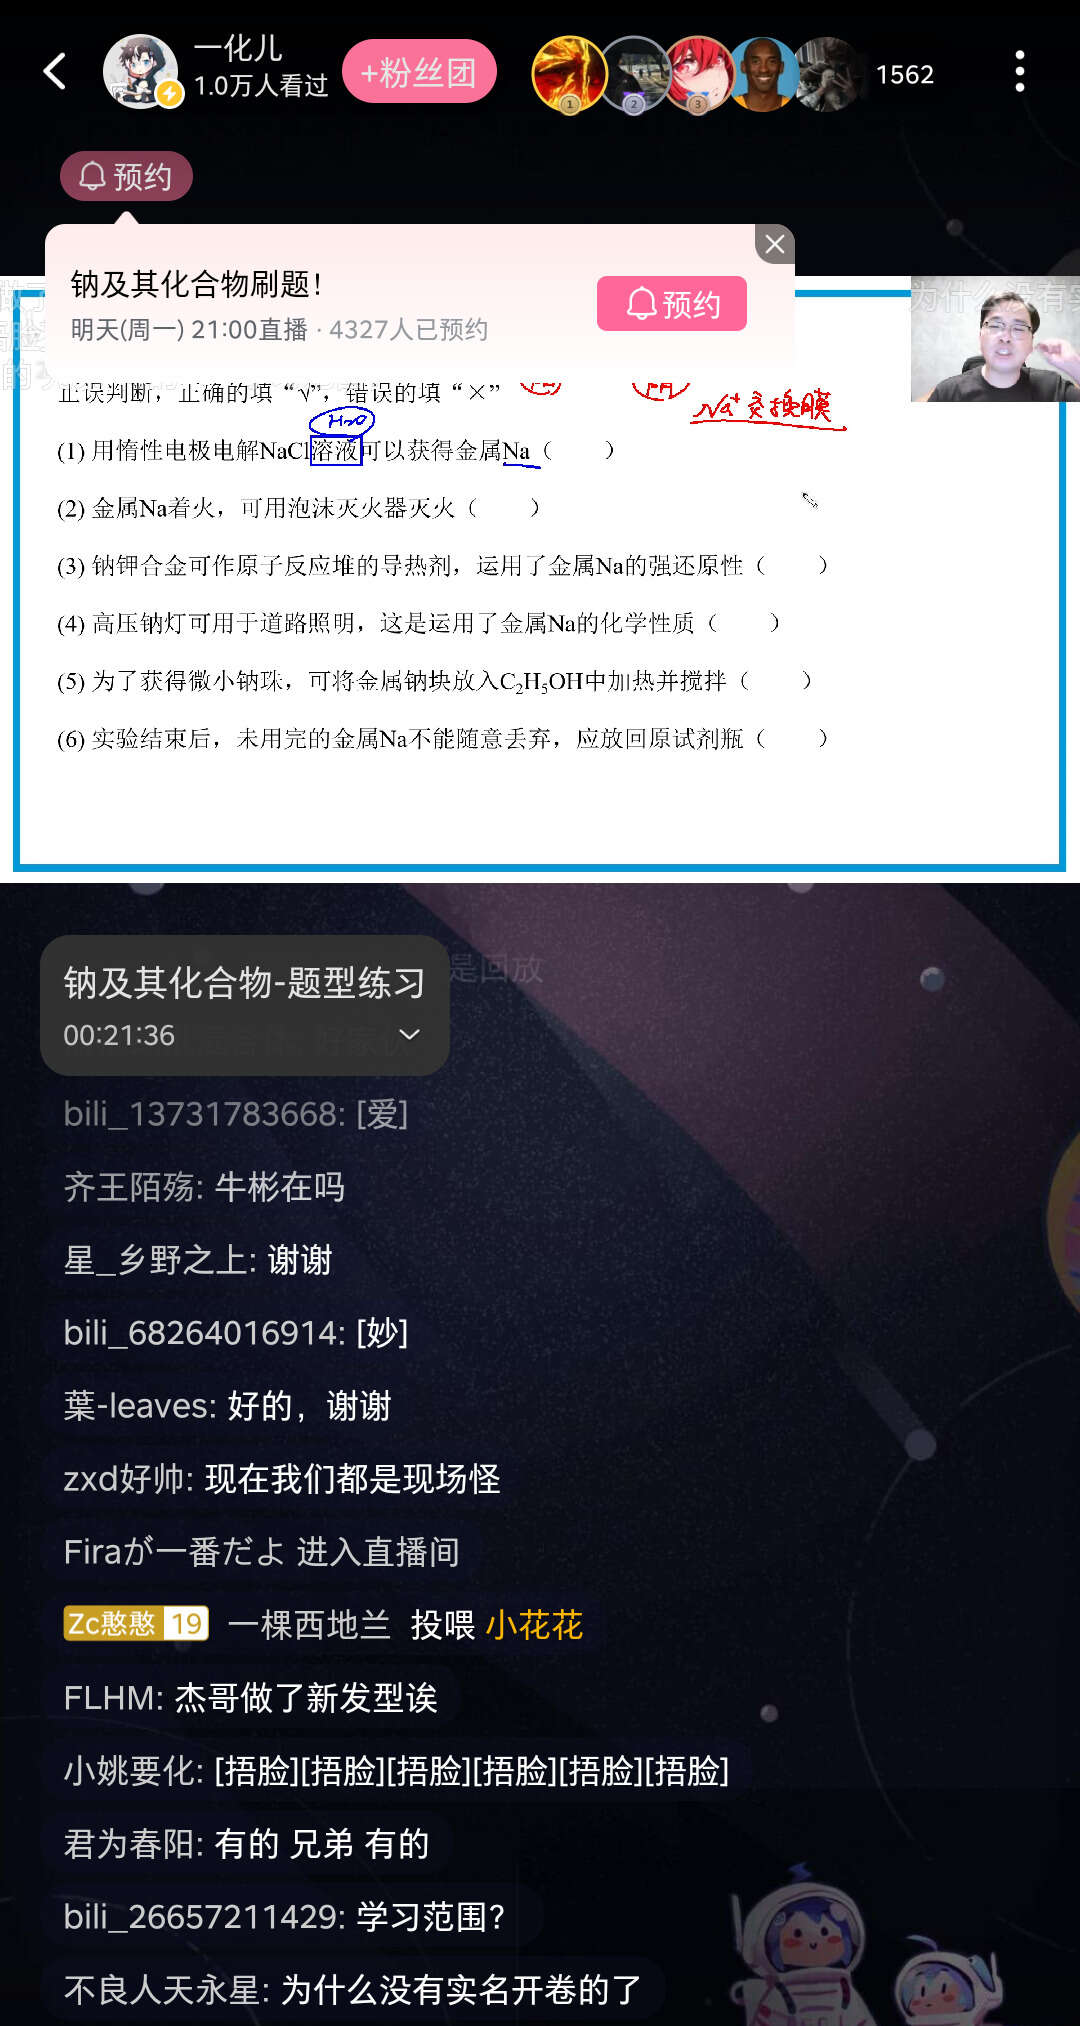 一化儿
1.0万人看过
+粉丝团
1
2
3
1562
预约
钠及其化合物刷题!
明天(周一) 21:00直播 · 4327人已预约
预约
为什么没有实
正误判断，正确的填“√”，错误的填“×”
Na⁺交换膜
H₂O
(1) 用惰性电极电解NaCl溶液可以获得金属Na（　　）
(2) 金属Na着火，可用泡沫灭火器灭火（　　）
(3) 钠钾合金可作原子反应堆的导热剂，运用了金属Na的强还原性（　　）
(4) 高压钠灯可用于道路照明，这是运用了金属Na的化学性质（　　）
(5) 为了获得微小钠珠，可将金属钠块放入C₂H₅OH中加热并搅拌（　　）
(6) 实验结束后，未用完的金属Na不能随意丢弃，应放回原试剂瓶（　　）
是回放
钠及其化合物-题型练习
00:21:36
bili_13731783668: [爱]
齐王陌殇: 牛彬在吗
星_乡野之上: 谢谢
bili_68264016914: [妙]
葉-leaves: 好的，谢谢
zxd好帅: 现在我们都是现场怪
Firaが一番だよ 进入直播间
Zc憨憨 19 一棵西地兰 投喂 小花花
FLHM: 杰哥做了新发型诶
小姚要化: [捂脸][捂脸][捂脸][捂脸][捂脸][捂脸]
君为春阳: 有的 兄弟 有的
bili_26657211429: 学习范围?
不良人天永星: 为什么没有实名开卷的了